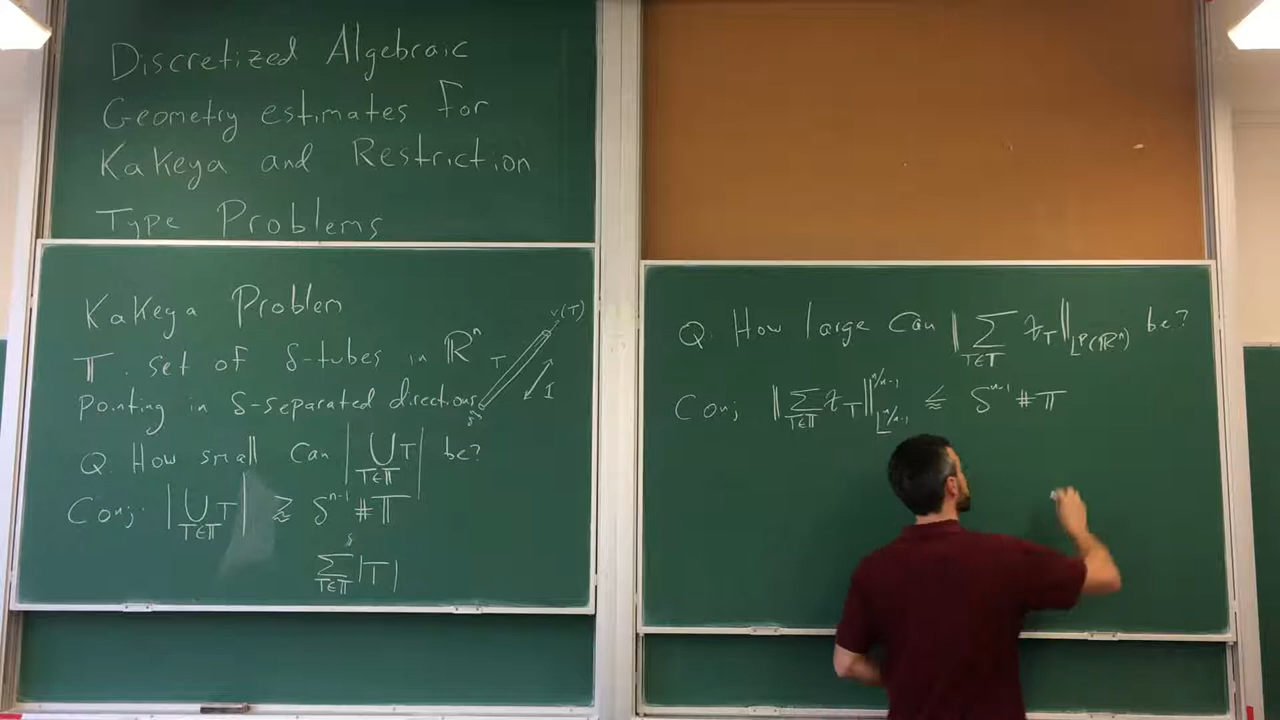 Discretized Algebraic
Geometry estimates for
Kakeya and Restriction
Type Problems
Kakeya Problem
𝕋. set of δ-tubes in ℝⁿ
pointing in δ-separated directions
T v(T) 1 δ
Q. How small can |⋃_{T∈𝕋} T| be?
Conj. |⋃_{T∈𝕋} T| ⪆ δ^{n-1} #𝕋
∑_{T∈𝕋} |T|
Q. How large can ‖∑_{T∈𝕋} χ_T‖_{L^p(ℝⁿ)} be?
Conj ‖∑_{T∈𝕋} χ_T‖_{L^{n/n-1}}^{n/n-1} ⪅ δ^{n-1} #𝕋